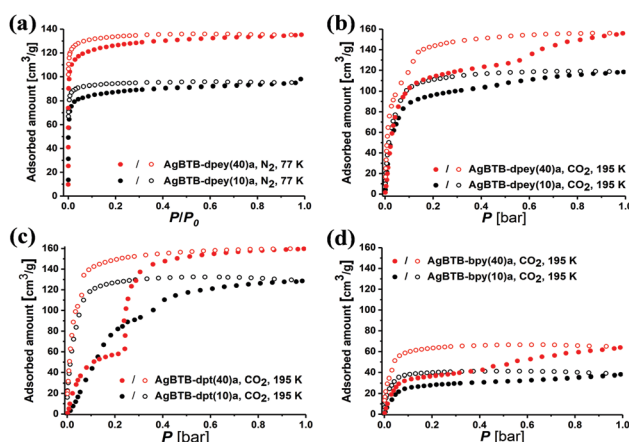 (a)
Adsorbed amount [cm³/g]
140
120
100
80
60
40
20
0
● / ○ AgBTB-dpey(40)a, N₂, 77 K
● / ○ AgBTB-dpey(10)a, N₂, 77 K
0.0 0.2 0.4 0.6 0.8 1.0
P/P₀
(b)
Adsorbed amount [cm³/g]
160
140
120
100
80
60
40
20
0
● / ○ AgBTB-dpey(40)a, CO₂, 195 K
● / ○ AgBTB-dpey(10)a, CO₂, 195 K
0.0 0.2 0.4 0.6 0.8 1.0
P [bar]
(c)
Adsorbed amount [cm³/g]
160
140
120
100
80
60
40
20
0
● / ○ AgBTB-dpt(40)a, CO₂, 195 K
● / ○ AgBTB-dpt(10)a, CO₂, 195 K
0.0 0.2 0.4 0.6 0.8 1.0
P [bar]
(d)
Adsorbed amount [cm³/g]
160
140
120
100
80
60
40
20
0
● / ○ AgBTB-bpy(40)a, CO₂, 195 K
● / ○ AgBTB-bpy(10)a, CO₂, 195 K
0.0 0.2 0.4 0.6 0.8 1.0
P [bar]